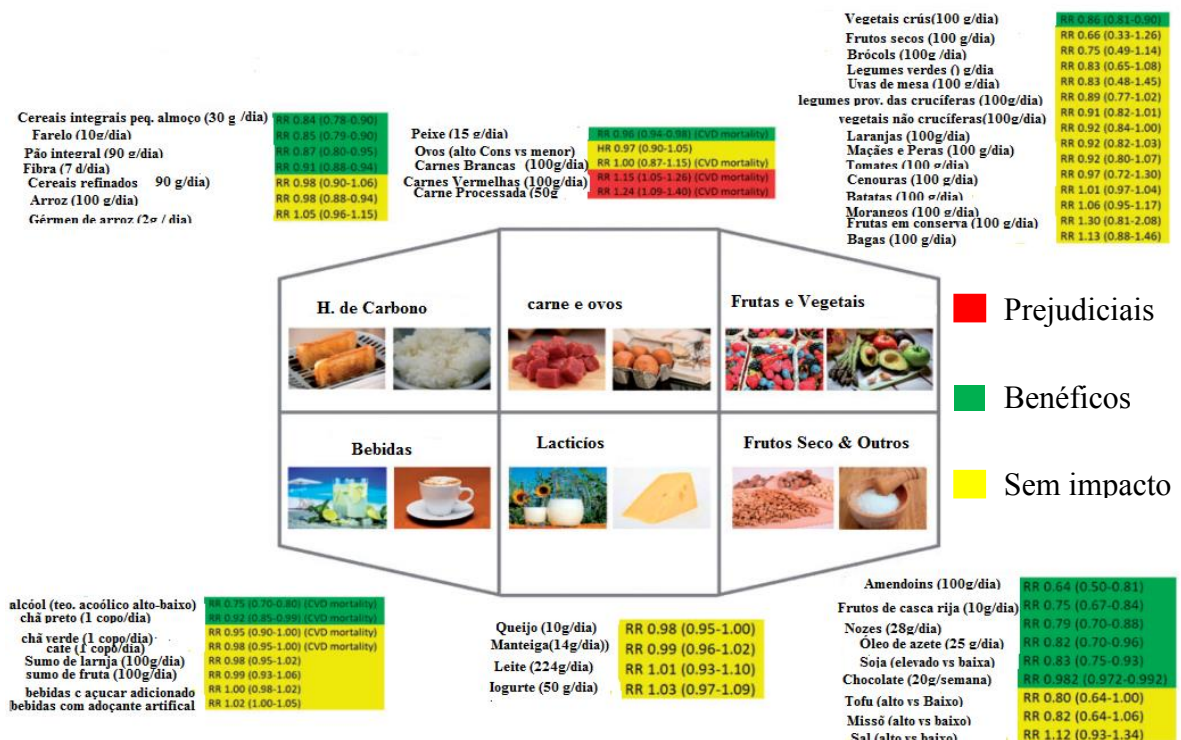 Vegetais crús(100 g/dia) RR 0.86 (0.81-0.90)
Frutos secos (100 g/dia) RR 0.66 (0.33-1.26)
Brócols (100g /dia) RR 0.75 (0.49-1.14)
Legumes verdes () g/dia RR 0.83 (0.65-1.08)
Uvas de mesa (100 g/dia) RR 0.83 (0.48-1.45)
legumes prov. das crucíferas (100g/dia) RR 0.89 (0.77-1.02)
vegetais não crucíferas(100g/dia) RR 0.91 (0.82-1.01)
Laranjas (100g/dia) RR 0.92 (0.84-1.00)
Maçães e Peras (100 g/dia) RR 0.92 (0.82-1.03)
Tomates (100 g/dia) RR 0.92 (0.80-1.07)
Cenouras (100 g/dia) RR 0.97 (0.72-1.30)
Batatas (100 g/dia) RR 1.01 (0.97-1.04)
Morangos (100 g/dia) RR 1.06 (0.95-1.17)
Frutas em conserva (100 g/dia) RR 1.30 (0.81-2.08)
Bagas (100 g/dia) RR 1.13 (0.88-1.46)
Cereais integrais peq. almoço (30 g /dia) RR 0.84 (0.78-0.90)
Farelo (10g/dia) RR 0.85 (0.79-0.90)
Pão integral (90 g/dia) RR 0.87 (0.80-0.95)
Fibra (7 d/dia) RR 0.91 (0.88-0.94)
Cereais refinados 90 g/dia) RR 0.98 (0.90-1.06)
Arroz (100 g/dia) RR 0.98 (0.88-0.94)
Gérmen de arroz (2g / dia) RR 1.05 (0.96-1.15)
Peixe (15 g/dia) RR 0.96 (0.94-0.98) (CVD mortality)
Ovos (alto Cons vs menor) HR 0.97 (0.90-1.05)
Carnes Brancas (100g/dia) RR 1.00 (0.87-1.15) (CVD mortality)
Carnes Vermelhas (100g/dia) RR 1.15 (1.05-1.26) (CVD mortality)
Carne Processada (50g RR 1.24 (1.09-1.40) (CVD mortality)
H. de Carbono
carne e ovos
Frutas e Vegetais
Bebidas
Lacticíos
Frutos Seco & Outros
Prejudiciais
Benéficos
Sem impacto
alcóol (teo. acoólico alto-baixo) RR 0.75 (0.70-0.80) (CVD mortality)
chã preto (1 copo/dia) RR 0.92 (0.85-0.99) (CVD mortality)
chã verde (1 copo/dia) RR 0.95 (0.90-1.00) (CVD mortality)
cate (1 copo/dia) RR 0.98 (0.95-1.00) (CVD mortality)
Sumo de larnja (100g/dia) RR 0.98 (0.95-1.02)
sumo de fruta (100g/dia) RR 0.99 (0.93-1.06)
bebidas c açucar adicionado RR 1.00 (0.98-1.02)
bebidas com adoçante artifical RR 1.02 (1.00-1.05)
Queijo (10g/dia) RR 0.98 (0.95-1.00)
Manteiga(14g/dia)) RR 0.99 (0.96-1.02)
Leite (224g/dia) RR 1.01 (0.93-1.10)
Iogurte (50 g/dia) RR 1.03 (0.97-1.09)
Amendoins (100g/dia) RR 0.64 (0.50-0.81)
Frutos de casca rija (10g/dia) RR 0.75 (0.67-0.84)
Nozes (28g/dia) RR 0.79 (0.70-0.88)
Óleo de azete (25 g/dia) RR 0.82 (0.70-0.96)
Soja (elevado vs baixa) RR 0.83 (0.75-0.93)
Chocolate (20g/semana) RR 0.982 (0.972-0.992)
Tofu (alto vs Baixo) RR 0.80 (0.64-1.00)
Missô (alto vs baixo) RR 0.82 (0.64-1.06)
Sal (alto vs baixo) RR 1.12 (0.93-1.34)